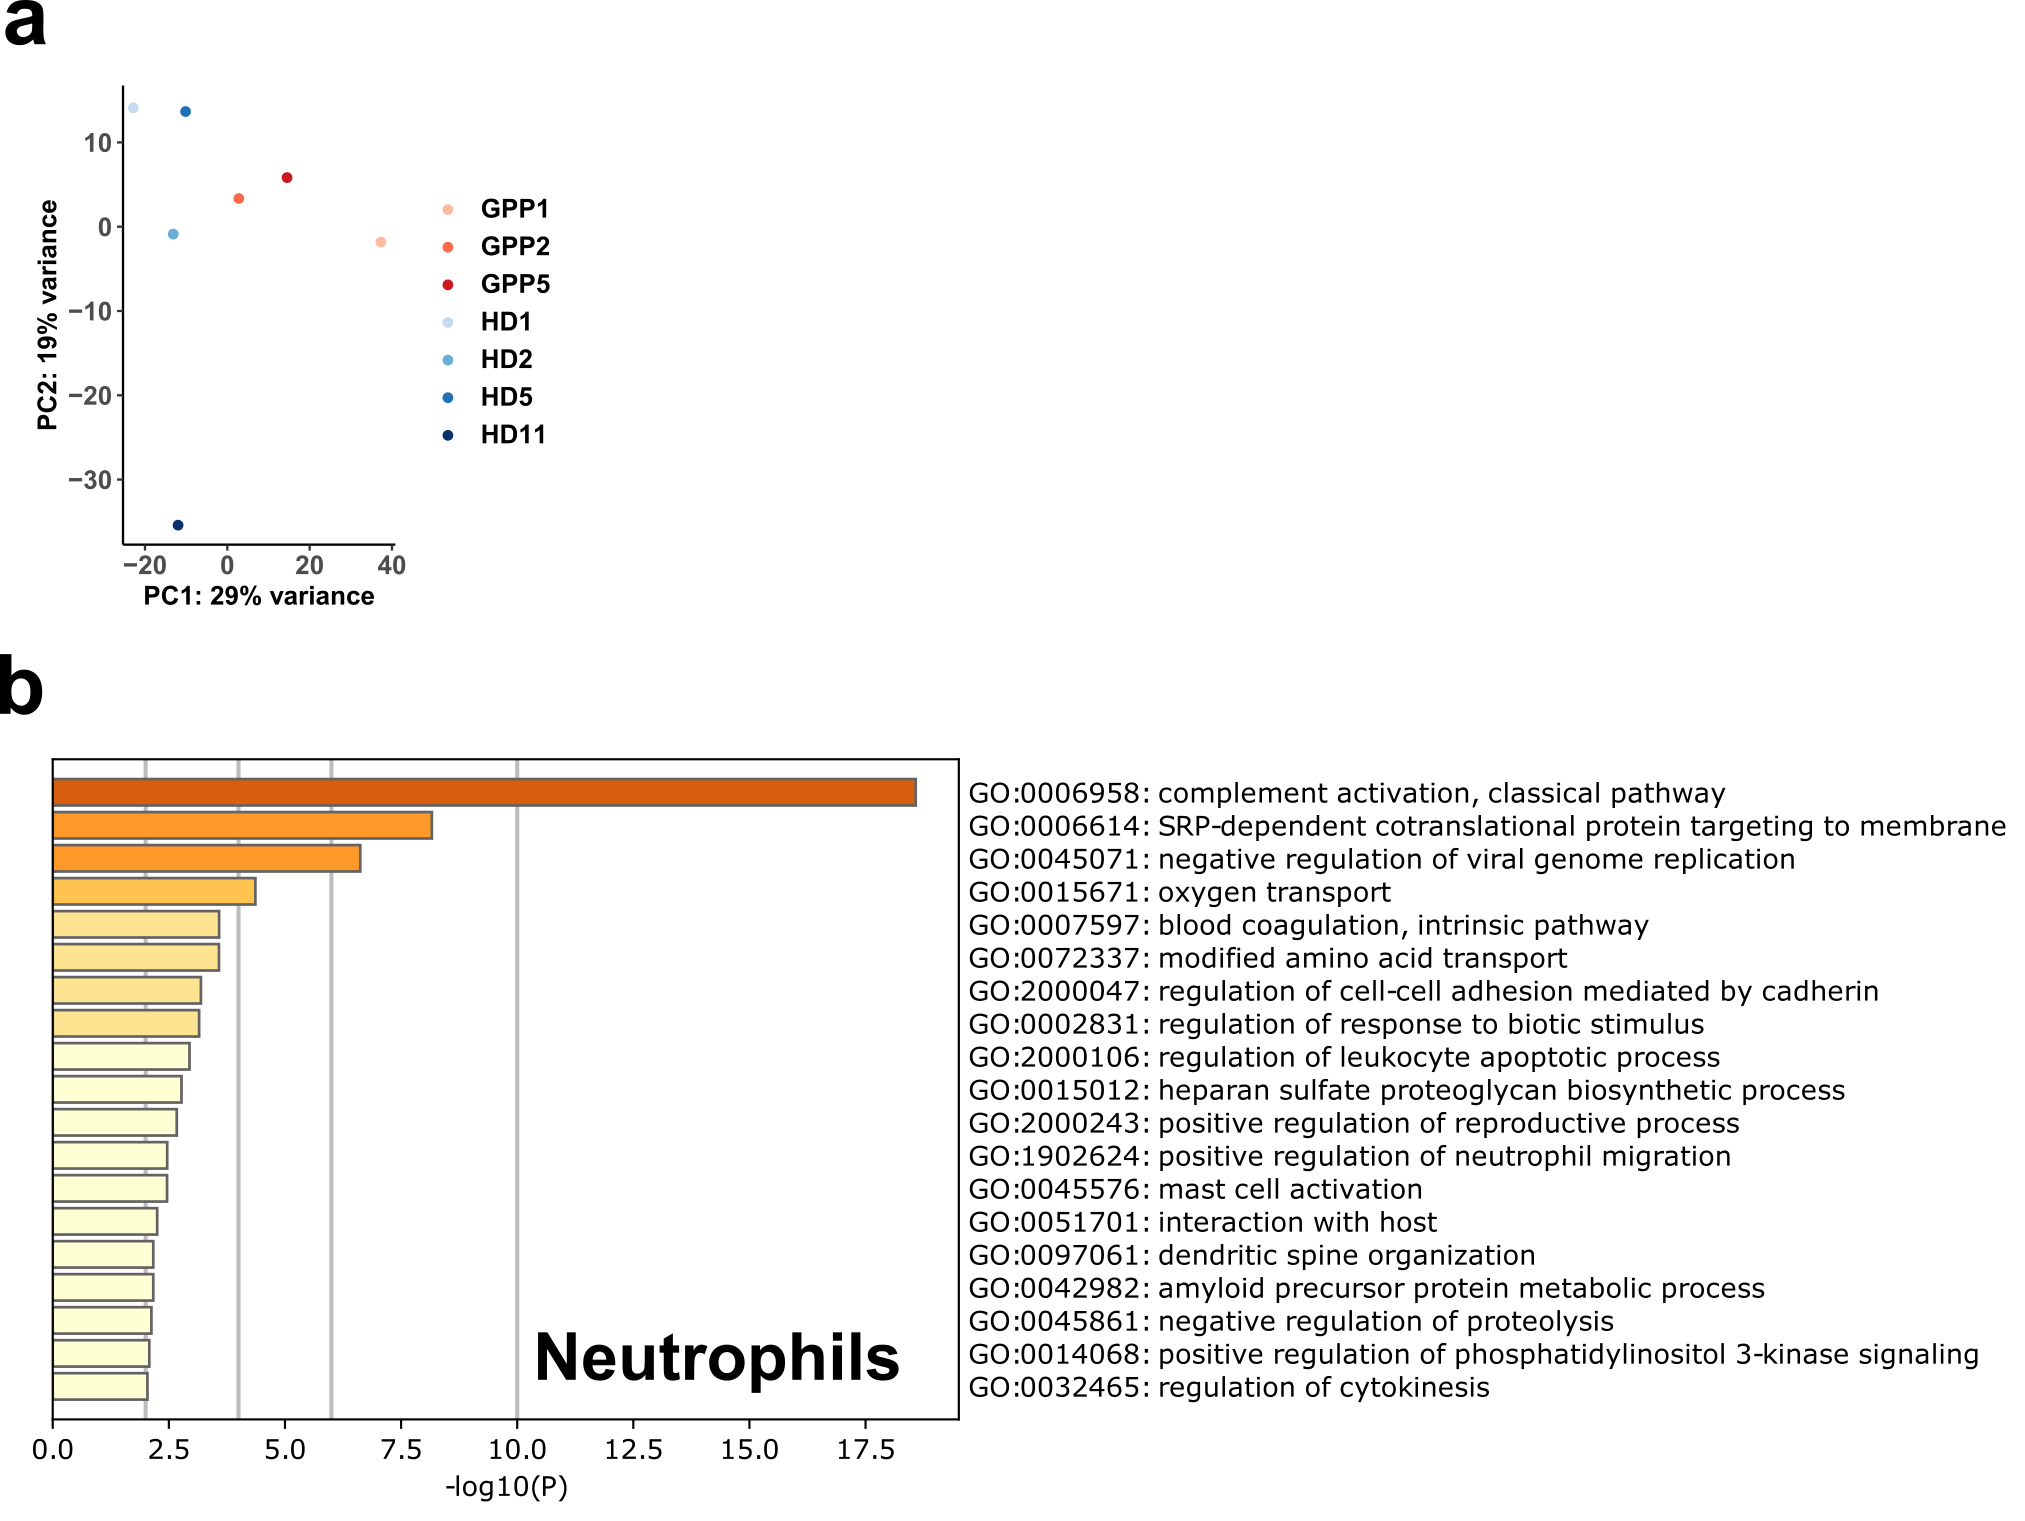 a
10
0
−10
−20
−30
PC2: 19% variance
−20 0 20 40
PC1: 29% variance
GPP1
GPP2
GPP5
HD1
HD2
HD5
HD11
b
GO:0006958: complement activation, classical pathway
GO:0006614: SRP-dependent cotranslational protein targeting to membrane
GO:0045071: negative regulation of viral genome replication
GO:0015671: oxygen transport
GO:0007597: blood coagulation, intrinsic pathway
GO:0072337: modified amino acid transport
GO:2000047: regulation of cell-cell adhesion mediated by cadherin
GO:0002831: regulation of response to biotic stimulus
GO:2000106: regulation of leukocyte apoptotic process
GO:0015012: heparan sulfate proteoglycan biosynthetic process
GO:2000243: positive regulation of reproductive process
GO:1902624: positive regulation of neutrophil migration
GO:0045576: mast cell activation
GO:0051701: interaction with host
GO:0097061: dendritic spine organization
GO:0042982: amyloid precursor protein metabolic process
GO:0045861: negative regulation of proteolysis
GO:0014068: positive regulation of phosphatidylinositol 3-kinase signaling
GO:0032465: regulation of cytokinesis
Neutrophils
0.0 2.5 5.0 7.5 10.0 12.5 15.0 17.5
-log10(P)